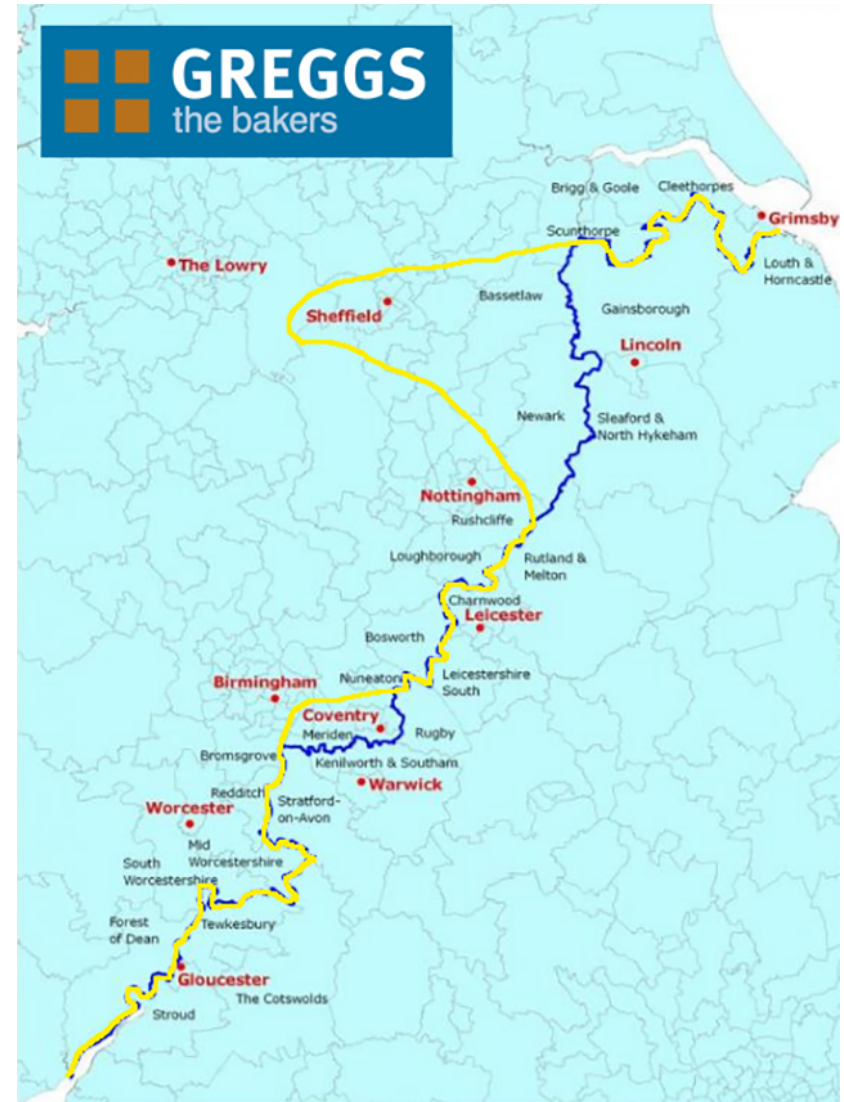 GREGGS
the bakers
Brigg & Goole
Cleethorpes
Grimsby
Scunthorpe
The Lowry
Louth &
Horncastle
Bassetlaw
Sheffield
Gainsborough
Lincoln
Newark
Sleaford &
North Hykeham
Nottingham
Rushcliffe
Loughborough
Rutland &
Melton
Charnwood
Leicester
Bosworth
Birmingham
Nuneaton
Leicestershire
South
Coventry
Meriden
Rugby
Bromsgrove
Kenilworth & Southam
Warwick
Redditch
Stratford-
on-Avon
Worcester
Mid
Worcestershire
South
Worcestershire
Forest
of Dean
Tewkesbury
Gloucester
The Cotswolds
Stroud